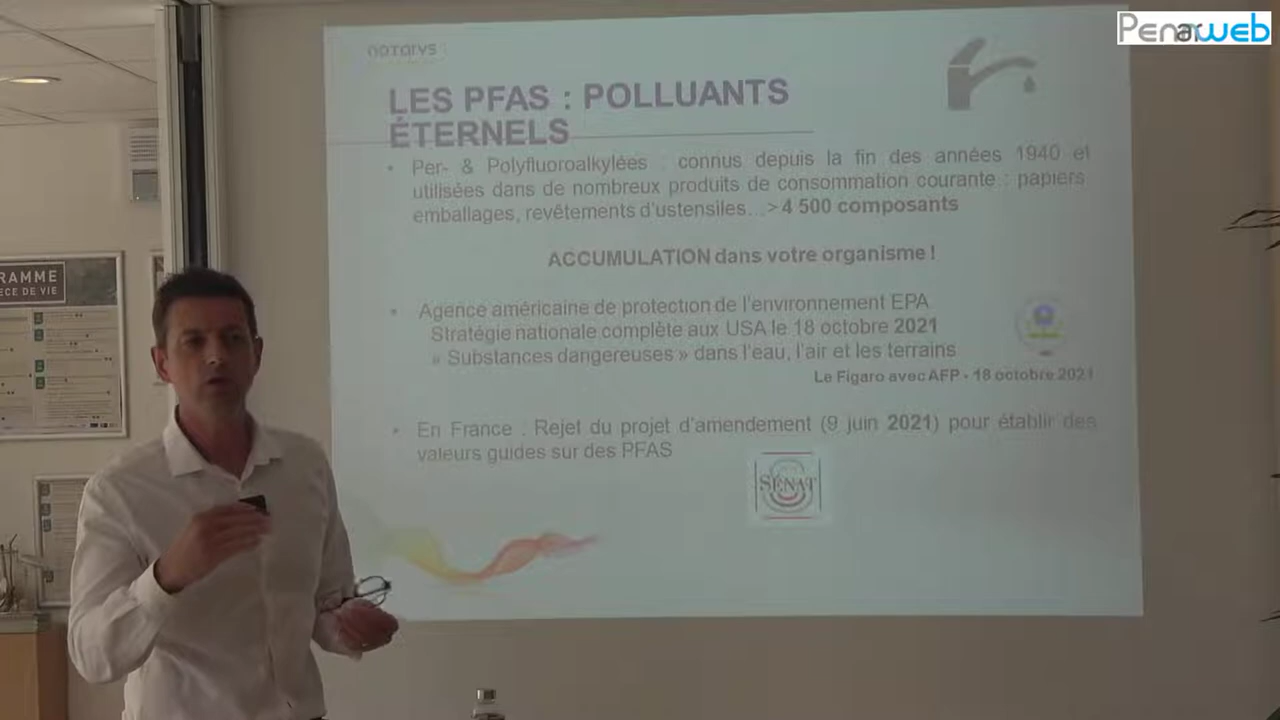 Penarweb
notarys
LES PFAS : POLLUANTS
ÉTERNELS
• Per- & Polyfluoroalkylées : connus depuis la fin des années 1940 et
utilisées dans de nombreux produits de consommation courante : papiers
emballages, revêtements d'ustensiles...> 4 500 composants
ACCUMULATION dans votre organisme !
• Agence américaine de protection de l'environnement EPA
Stratégie nationale complète aux USA le 18 octobre 2021
« Substances dangereuses » dans l'eau, l'air et les terrains
Le Figaro avec AFP - 18 octobre 2021
• En France : Rejet du projet d'amendement (9 juin 2021) pour établir des
valeurs guides sur des PFAS
SÉNAT
RAMME
ECE DE VIE